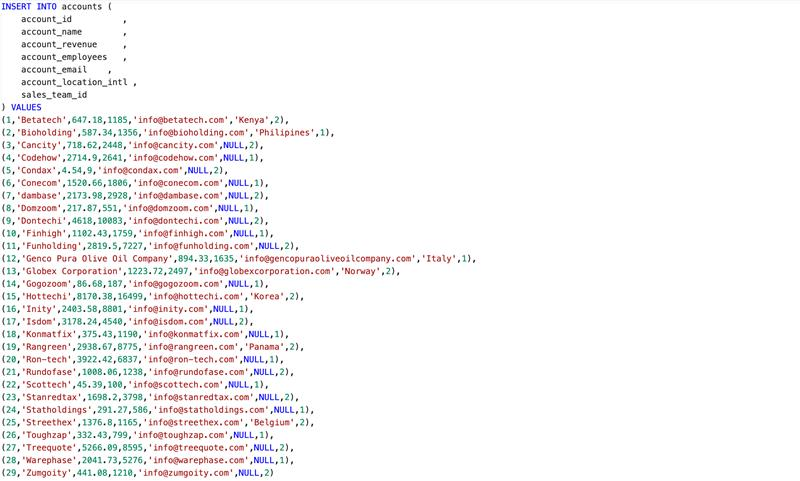 INSERT INTO accounts (
    account_id          ,
    account_name        ,
    account_revenue     ,
    account_employees   ,
    account_email    ,
    account_location_intl ,
    sales_team_id
) VALUES
(1,'Betatech',647.18,1185,'info@betatech.com','Kenya',2),
(2,'Bioholding',587.34,1356,'info@bioholding.com','Philipines',1),
(3,'Cancity',718.62,2448,'info@cancity.com',NULL,2),
(4,'Codehow',2714.9,2641,'info@codehow.com',NULL,1),
(5,'Condax',4.54,9,'info@condax.com',NULL,2),
(6,'Conecom',1520.66,1806,'info@conecom.com',NULL,1),
(7,'dambase',2173.98,2928,'info@dambase.com',NULL,2),
(8,'Domzoom',217.87,551,'info@domzoom.com',NULL,1),
(9,'Dontechi',4618,10083,'info@dontechi.com',NULL,2),
(10,'Finhigh',1102.43,1759,'info@finhigh.com',NULL,1),
(11,'Funholding',2819.5,7227,'info@funholding.com',NULL,2),
(12,'Genco Pura Olive Oil Company',894.33,1635,'info@gencopuraoliveoilcompany.com','Italy',1),
(13,'Globex Corporation',1223.72,2497,'info@globexcorporation.com','Norway',2),
(14,'Gogozoom',86.68,187,'info@gogozoom.com',NULL,1),
(15,'Hottechi',8170.38,16499,'info@hottechi.com','Korea',2),
(16,'Inity',2403.58,8801,'info@inity.com',NULL,1),
(17,'Isdom',3178.24,4540,'info@isdom.com',NULL,2),
(18,'Konmatfix',375.43,1190,'info@konmatfix.com',NULL,1),
(19,'Rangreen',2938.67,8775,'info@rangreen.com','Panama',2),
(20,'Ron-tech',3922.42,6837,'info@ron-tech.com',NULL,1),
(21,'Rundofase',1008.06,1238,'info@rundofase.com',NULL,2),
(22,'Scottech',45.39,100,'info@scottech.com',NULL,1),
(23,'Stanredtax',1698.2,3798,'info@stanredtax.com',NULL,2),
(24,'Statholdings',291.27,586,'info@statholdings.com',NULL,1),
(25,'Streethex',1376.8,1165,'info@streethex.com','Belgium',2),
(26,'Toughzap',332.43,799,'info@toughzap.com',NULL,1),
(27,'Treequote',5266.09,8595,'info@treequote.com',NULL,2),
(28,'Warephase',2041.73,5276,'info@warephase.com',NULL,1),
(29,'Zumgoity',441.08,1210,'info@zumgoity.com',NULL,2)